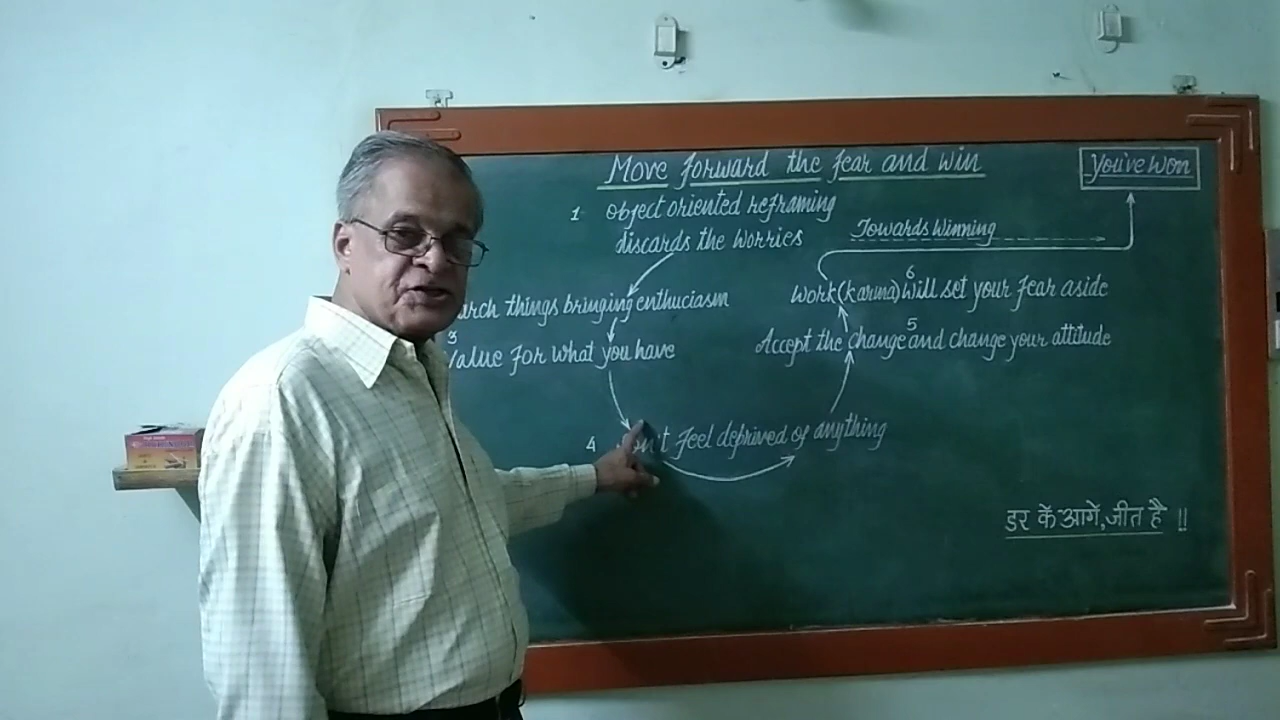 Move forward the fear and win
You've won
1 object oriented reframing
discards the worries
Towards Winning
things bringing enthuciasm
3
Value for what you have
4 feel deprived of anything
5
Accept the change and change your attitude
6
Work (karma) will set your fear aside
डर के आगे, जीत है !!